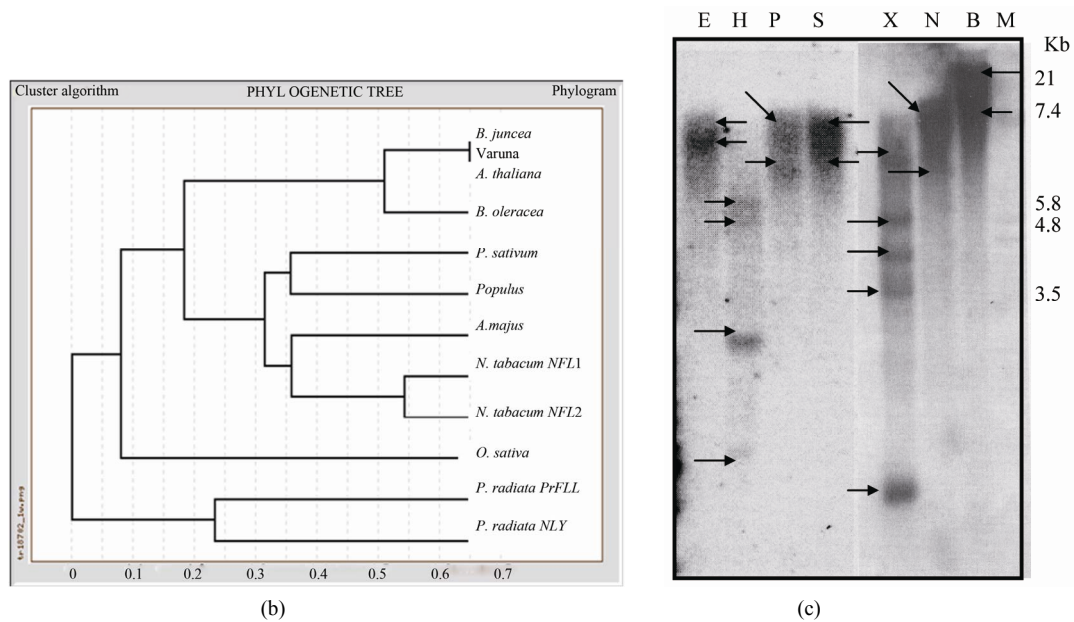 Cluster algorithm PHYL OGENETIC TREE Phylogram
B. juncea
Varuna
A. thaliana
B. oleracea
P. sativum
Populus
A.majus
N. tabacum NFL1
N. tabacum NFL2
O. sativa
P. radiata PrFLL
P. radiata NLY
0 0.1 0.2 0.3 0.4 0.5 0.6 0.7
(b)
E H P S X N B M
Kb
21
7.4
5.8
4.8
3.5
(c)